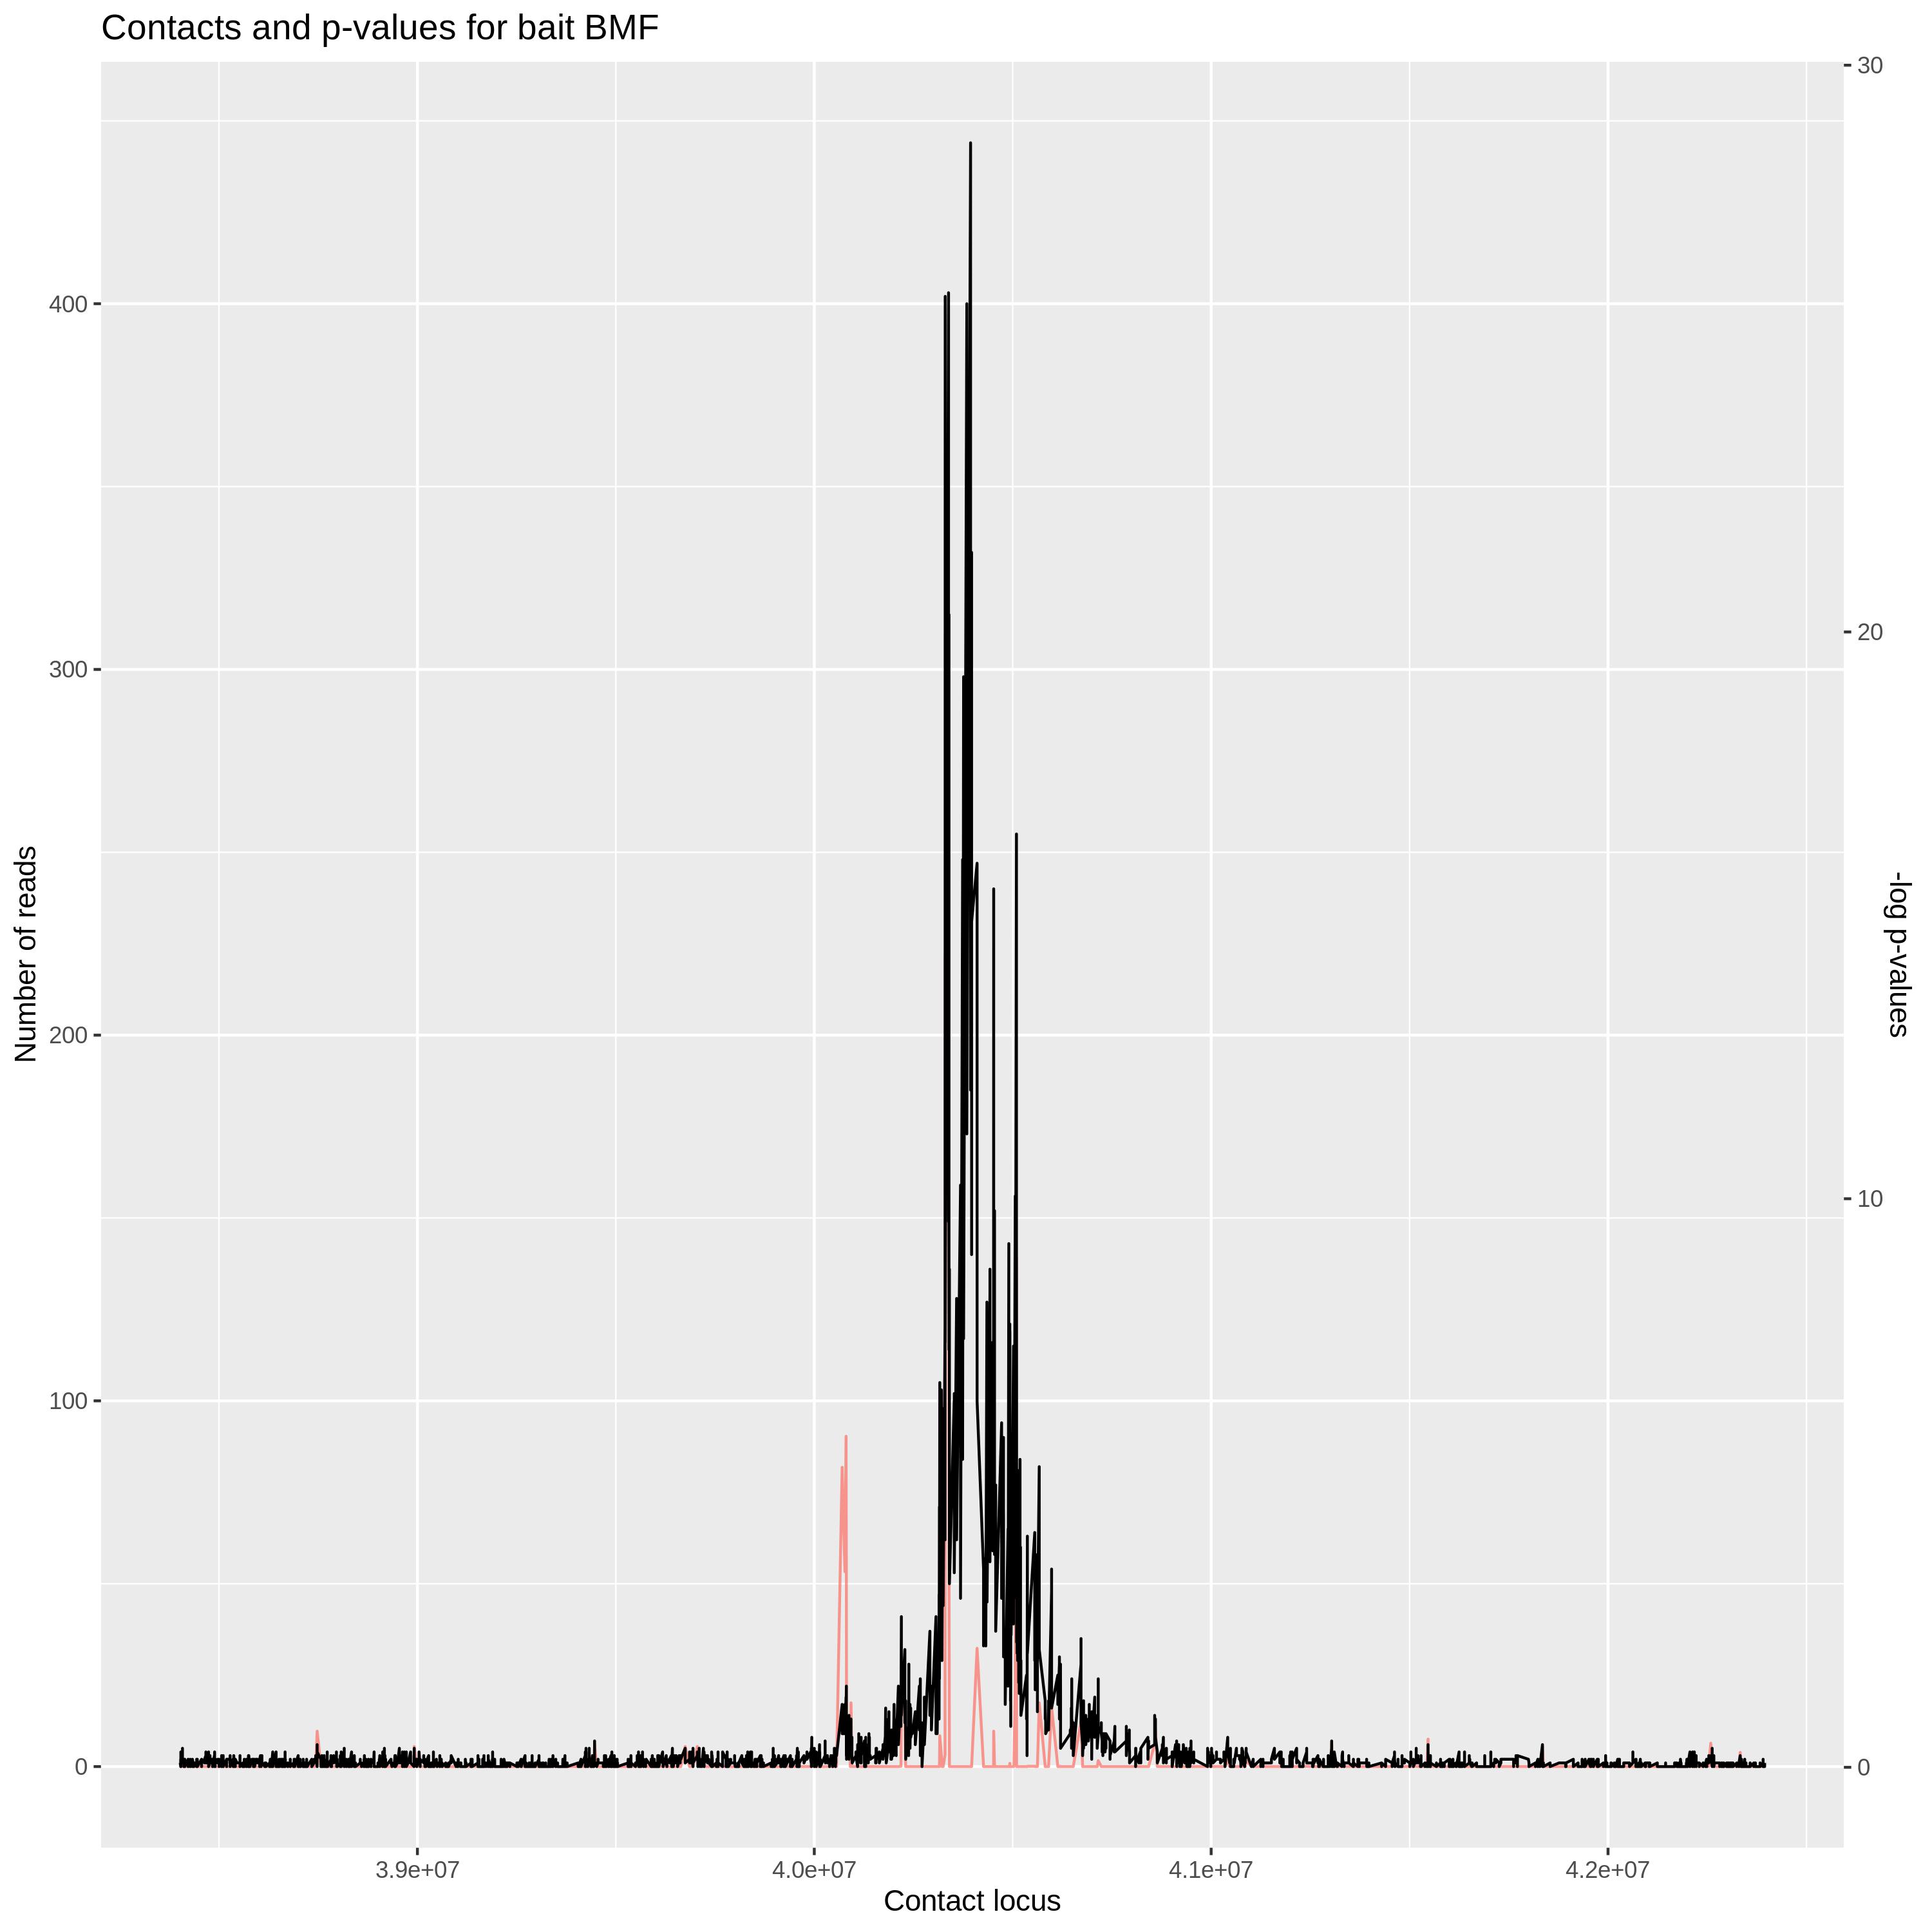 Contacts and p-values for bait BMF
30
400
20
300
Number of reads
-log p-values
200
10
100
0
0
3.9e+07
4.0e+07
4.1e+07
4.2e+07
Contact locus